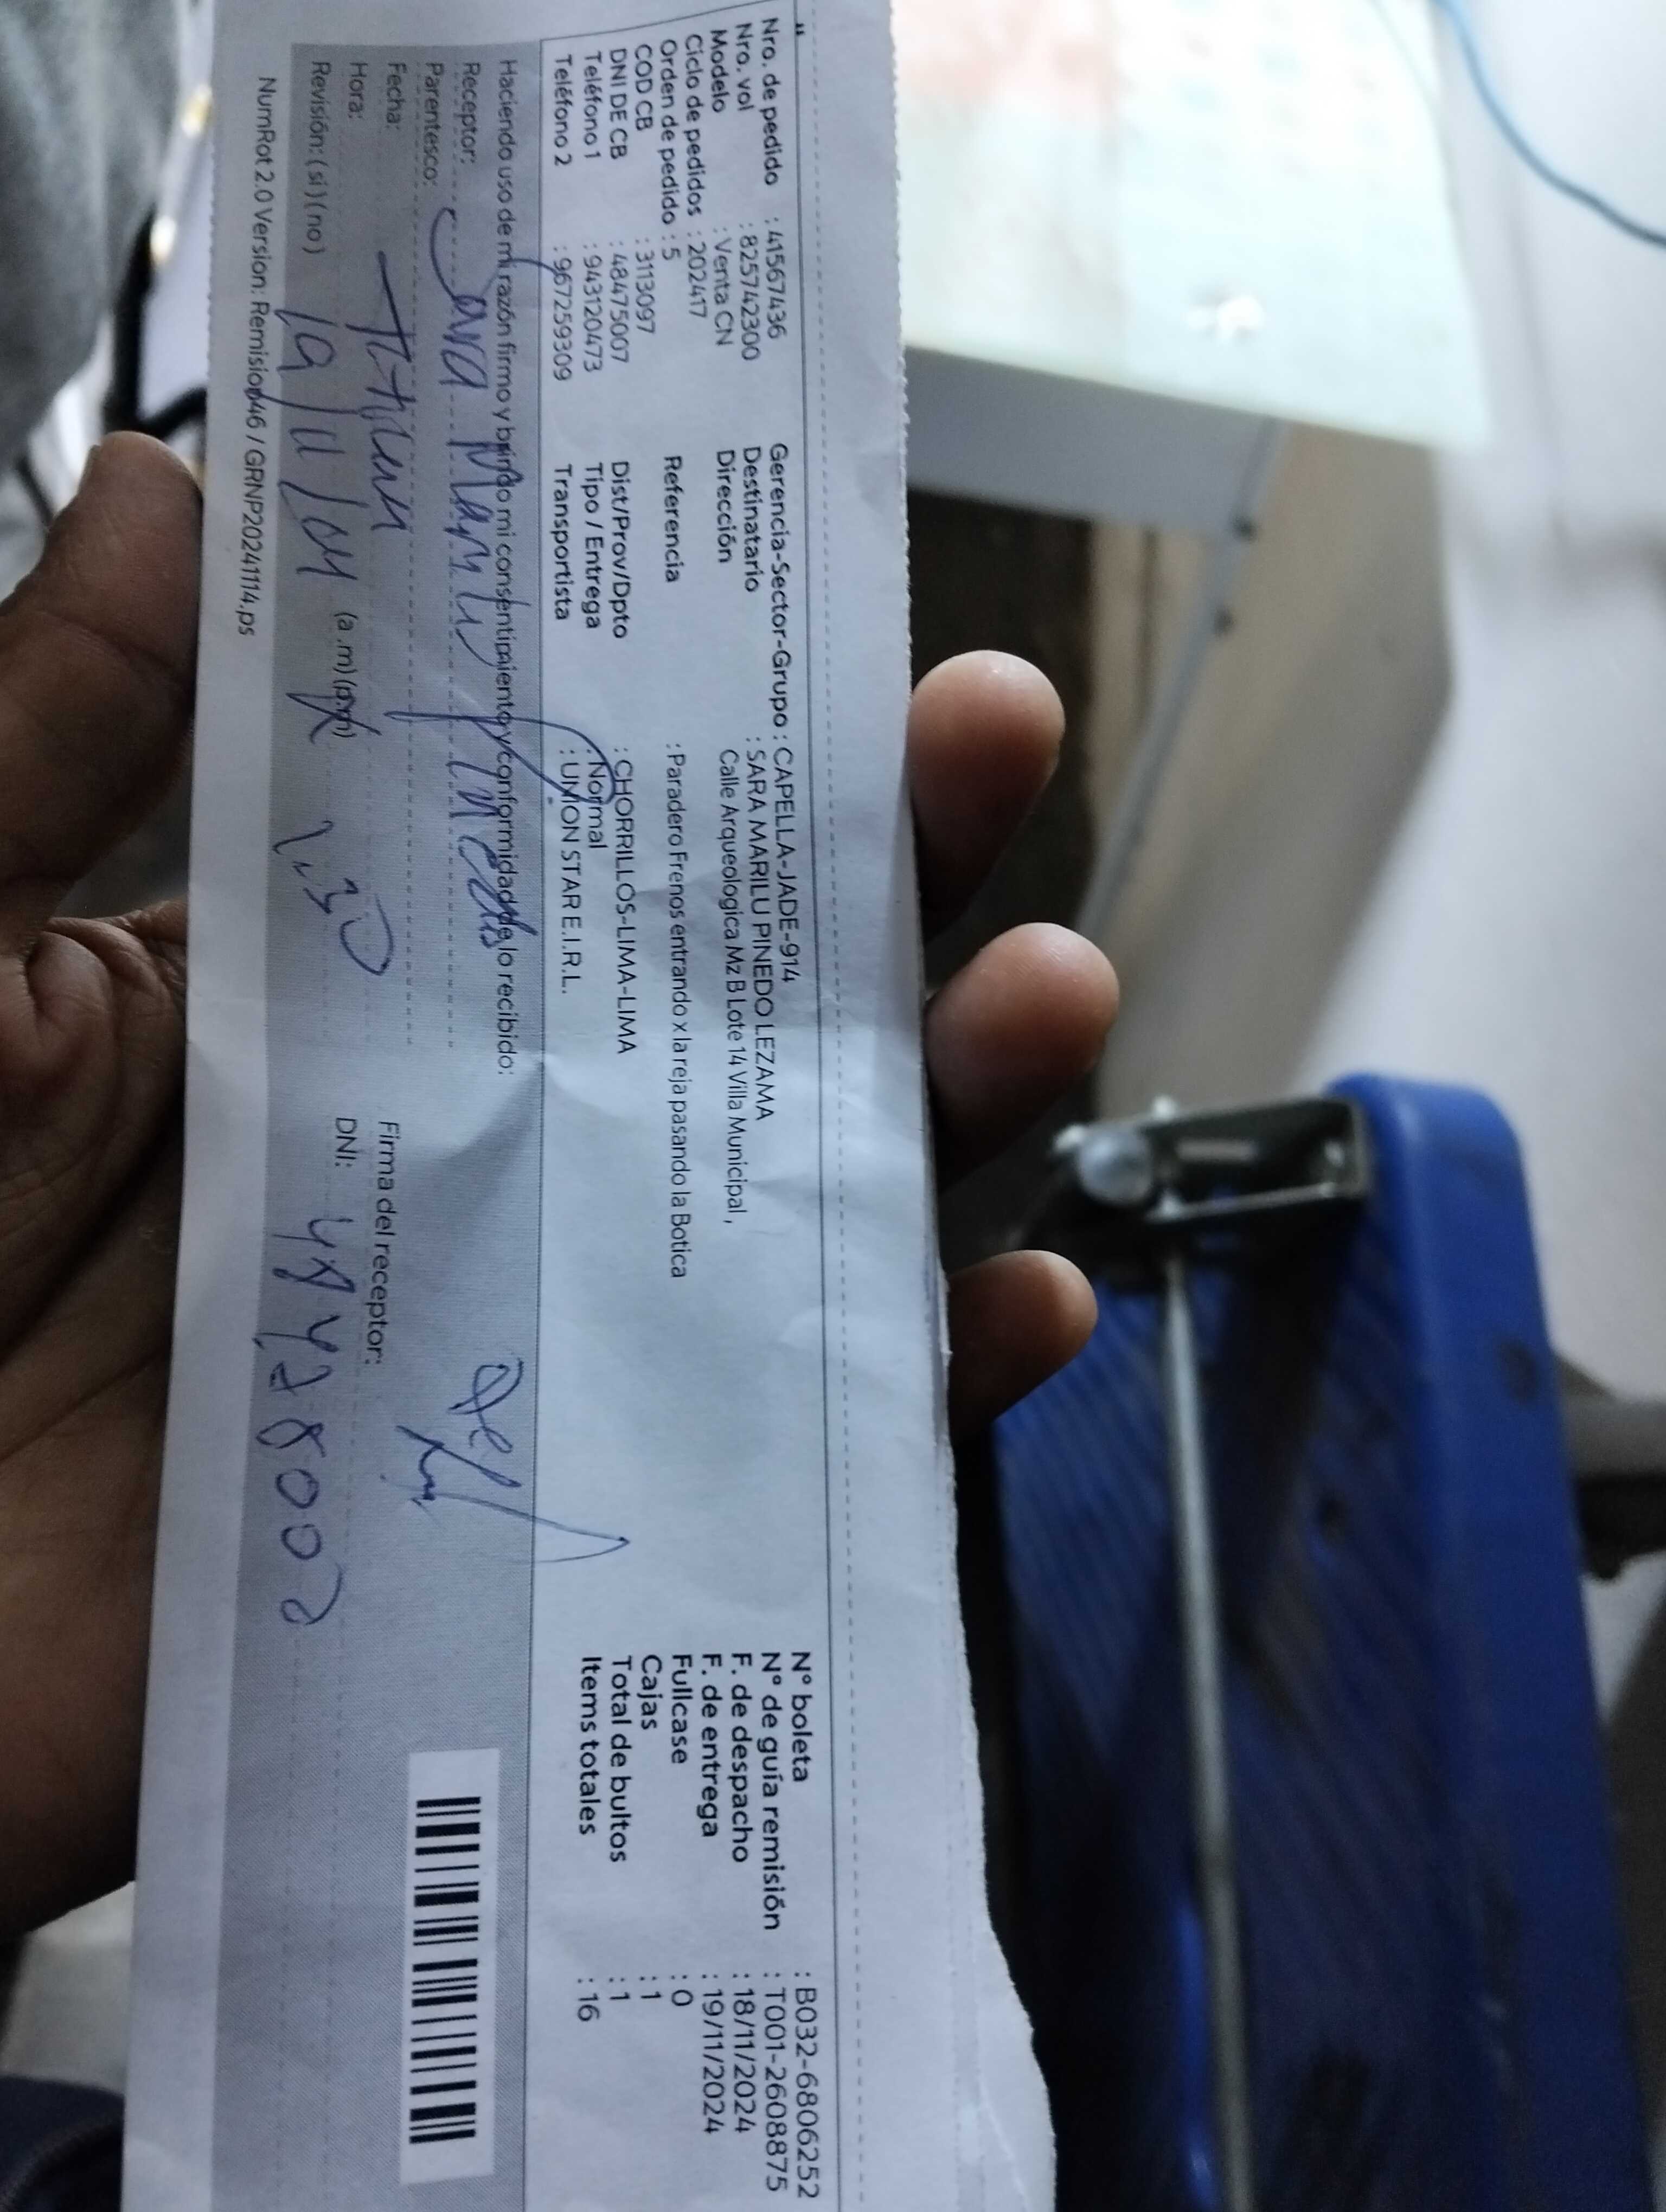 Nro. de pedido : 41567436
Nro. vol : 825742300
Modelo : Venta CN
Ciclo de pedidos : 202417
Orden de pedido : 5
COD CB : 3113097
DNI DE CB : 48475007
Teléfono 1 : 943120473
Teléfono 2 : 967259309
Gerencia-Sector-Grupo : CAPELLA-JADE-914
Destinatario : SARA MARILU PINEDO LEZAMA
Dirección Calle Arqueologica Mz B Lote 14 Villa Municipal ,
Referencia : Paradero Frenos entrando x la reja pasando la Botica
Dist/Prov/Dpto : CHORRILLOS-LIMA-LIMA
Tipo / Entrega : Normal
Transportista : UNION STAR E.I.R.L.
N° boleta : B032-6806252
N° de guía remisión : T001-2608875
F. de despacho : 18/11/2024
F. de entrega : 19/11/2024
Fullcase : 0
Cajas : 1
Total de bultos : 1
Items totales : 16
Haciendo uso de mi razón firmo y brindo mi consentimiento y conformidad de lo recibido:
Receptor: Sara Marilu Pinedo
Parentesco:
Fecha:
Hora: (a.m)(p.m)
Revisión: (si)(no)
Firma del receptor:
DNI:
NumRot 2.0 Version: Remision46 / GRNP20241114.ps